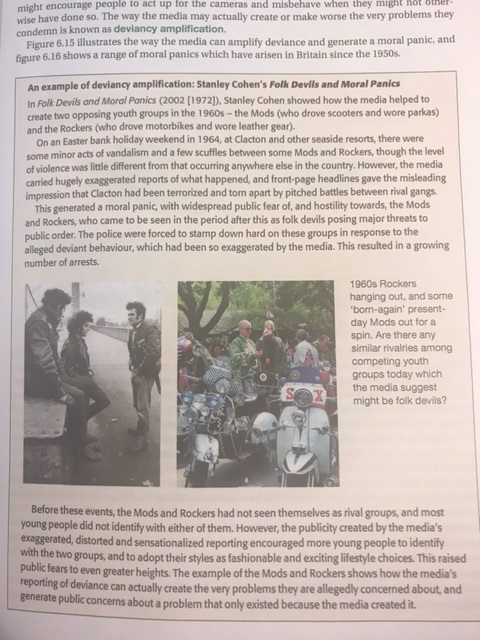 might encourage people to act up for the cameras and misbehave when they might not other-
wise have done so. The way the media may actually create or make worse the very problems they
condemn is known as deviancy amplification.
Figure 6.15 illustrates the way the media can amplify deviance and generate a moral panic, and
figure 6.16 shows a range of moral panics which have arisen in Britain since the 1950s.
An example of deviancy amplification: Stanley Cohen's Folk Devils and Moral Panics
In Folk Devils and Moral Panics (2002 [1972]), Stanley Cohen showed how the media helped to
create two opposing youth groups in the 1960s – the Mods (who drove scooters and wore parkas)
and the Rockers (who drove motorbikes and wore leather gear).
On an Easter bank holiday weekend in 1964, at Clacton and other seaside resorts, there were
some minor acts of vandalism and a few scuffles between some Mods and Rockers, though the level
of violence was little different from that occurring anywhere else in the country. However, the media
carried hugely exaggerated reports of what happened, and front-page headlines gave the misleading
impression that Clacton had been terrorized and torn apart by pitched battles between rival gangs.
This generated a moral panic, with widespread public fear of, and hostility towards, the Mods
and Rockers, who came to be seen in the period after this as folk devils posing major threats to
public order. The police were forced to stamp down hard on these groups in response to the
alleged deviant behaviour, which had been so exaggerated by the media. This resulted in a growing
number of arrests.
1960s Rockers
hanging out, and some
'born-again' present-
day Mods out for a
spin. Are there any
similar rivalries among
competing youth
groups today which
the media suggest
might be folk devils?
Before these events, the Mods and Rockers had not seen themselves as rival groups, and most
young people did not identify with either of them. However, the publicity created by the media's
exaggerated, distorted and sensationalized reporting encouraged more young people to identify
with the two groups, and to adopt their styles as fashionable and exciting lifestyle choices. This raised
public fears to even greater heights. The example of the Mods and Rockers shows how the media's
reporting of deviance can actually create the very problems they are allegedly concerned about, and
generate public concerns about a problem that only existed because the media created it.